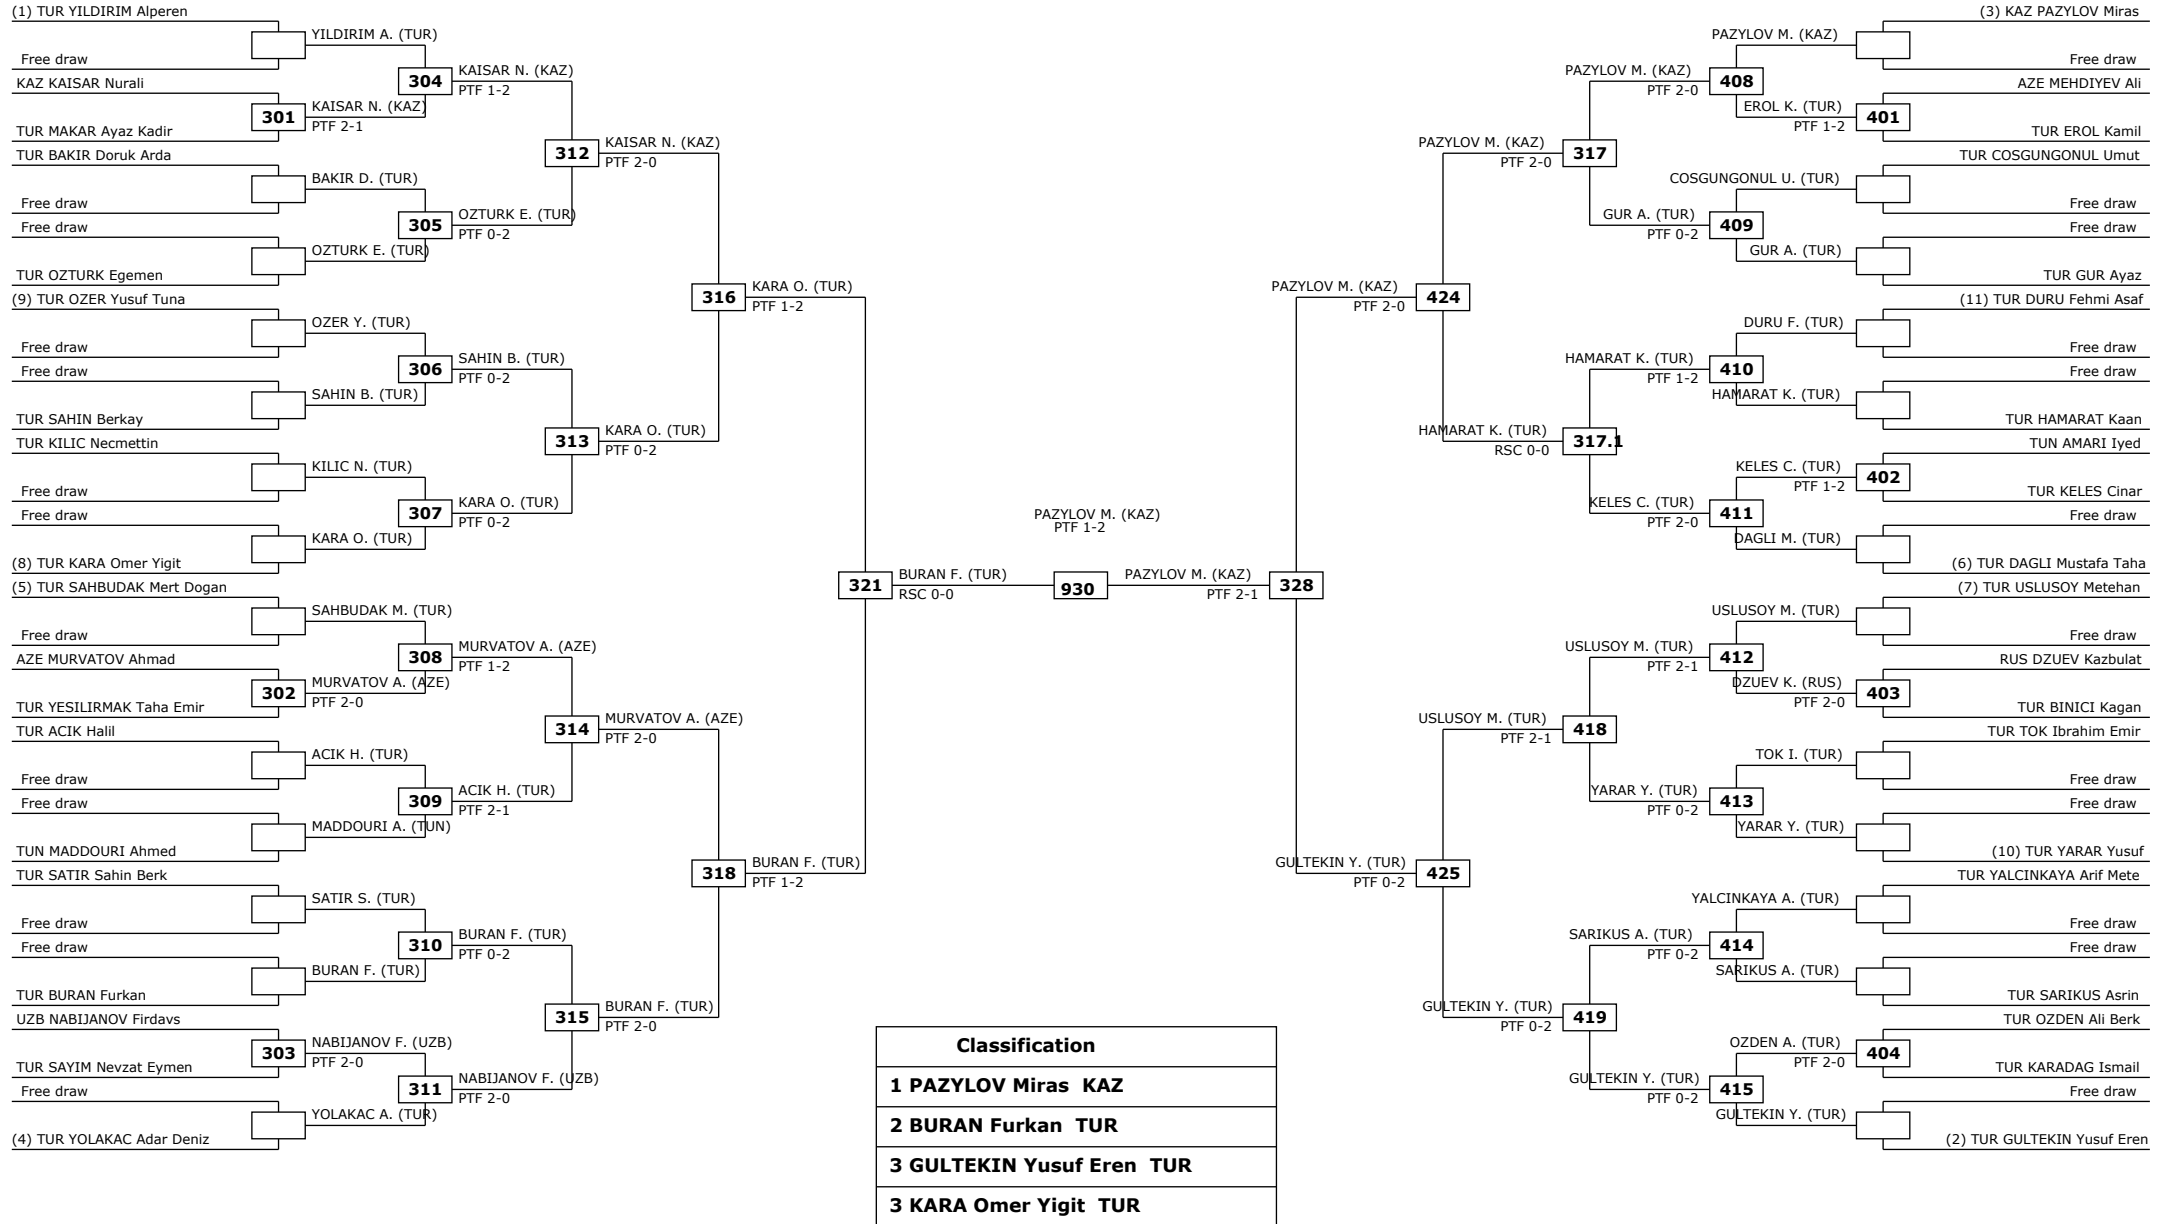 (1) TUR YILDIRIM Alperen
YILDIRIM A. (TUR)
Free draw
304
KAISAR N. (KAZ)
PTF 1-2
KAZ KAISAR Nurali
301
KAISAR N. (KAZ)
PTF 2-1
TUR MAKAR Ayaz Kadir
312
KAISAR N. (KAZ)
PTF 2-0
TUR BAKIR Doruk Arda
BAKIR D. (TUR)
Free draw
305
OZTURK E. (TUR)
PTF 0-2
Free draw
OZTURK E. (TUR)
TUR OZTURK Egemen
316
KARA O. (TUR)
PTF 1-2
(9) TUR OZER Yusuf Tuna
OZER Y. (TUR)
Free draw
306
SAHIN B. (TUR)
PTF 0-2
Free draw
SAHIN B. (TUR)
TUR SAHIN Berkay
313
KARA O. (TUR)
PTF 0-2
TUR KILIC Necmettin
KILIC N. (TUR)
Free draw
307
KARA O. (TUR)
PTF 0-2
Free draw
KARA O. (TUR)
(8) TUR KARA Omer Yigit
321
BURAN F. (TUR)
RSC 0-0
(5) TUR SAHBUDAK Mert Dogan
SAHBUDAK M. (TUR)
Free draw
308
MURVATOV A. (AZE)
PTF 1-2
AZE MURVATOV Ahmad
302
MURVATOV A. (AZE)
PTF 2-0
TUR YESILIRMAK Taha Emir
314
MURVATOV A. (AZE)
PTF 2-0
TUR ACIK Halil
ACIK H. (TUR)
Free draw
309
ACIK H. (TUR)
PTF 2-1
Free draw
MADDOURI A. (TUN)
TUN MADDOURI Ahmed
318
BURAN F. (TUR)
PTF 1-2
TUR SATIR Sahin Berk
SATIR S. (TUR)
Free draw
310
BURAN F. (TUR)
PTF 0-2
Free draw
BURAN F. (TUR)
TUR BURAN Furkan
315
BURAN F. (TUR)
PTF 2-0
UZB NABIJANOV Firdavs
303
NABIJANOV F. (UZB)
PTF 2-0
TUR SAYIM Nevzat Eymen
311
NABIJANOV F. (UZB)
PTF 2-0
Free draw
YOLAKAC A. (TUR)
(4) TUR YOLAKAC Adar Deniz
PAZYLOV M. (KAZ)
PTF 1-2
930
PAZYLOV M. (KAZ)
PTF 2-1
328
(3) KAZ PAZYLOV Miras
PAZYLOV M. (KAZ)
Free draw
PAZYLOV M. (KAZ)
PTF 2-0
408
AZE MEHDIYEV Ali
EROL K. (TUR)
PTF 1-2
401
TUR EROL Kamil
PAZYLOV M. (KAZ)
PTF 2-0
317
TUR COSGUNGONUL Umut
COSGUNGONUL U. (TUR)
Free draw
GUR A. (TUR)
PTF 0-2
409
Free draw
GUR A. (TUR)
TUR GUR Ayaz
PAZYLOV M. (KAZ)
PTF 2-0
424
(11) TUR DURU Fehmi Asaf
DURU F. (TUR)
Free draw
HAMARAT K. (TUR)
PTF 1-2
410
Free draw
HAMARAT K. (TUR)
TUR HAMARAT Kaan
HAMARAT K. (TUR)
RSC 0-0
317.1
TUN AMARI Iyed
KELES C. (TUR)
PTF 1-2
402
TUR KELES Cinar
KELES C. (TUR)
PTF 2-0
411
Free draw
DAGLI M. (TUR)
(6) TUR DAGLI Mustafa Taha
(7) TUR USLUSOY Metehan
USLUSOY M. (TUR)
Free draw
USLUSOY M. (TUR)
PTF 2-1
412
RUS DZUEV Kazbulat
DZUEV K. (RUS)
PTF 2-0
403
TUR BINICI Kagan
USLUSOY M. (TUR)
PTF 2-1
418
TUR TOK Ibrahim Emir
TOK I. (TUR)
Free draw
YARAR Y. (TUR)
PTF 0-2
413
Free draw
YARAR Y. (TUR)
(10) TUR YARAR Yusuf
GULTEKIN Y. (TUR)
PTF 0-2
425
TUR YALCINKAYA Arif Mete
YALCINKAYA A. (TUR)
Free draw
SARIKUS A. (TUR)
PTF 0-2
414
Free draw
SARIKUS A. (TUR)
TUR SARIKUS Asrin
GULTEKIN Y. (TUR)
PTF 0-2
419
TUR OZDEN Ali Berk
OZDEN A. (TUR)
PTF 2-0
404
TUR KARADAG Ismail
GULTEKIN Y. (TUR)
PTF 0-2
415
Free draw
GULTEKIN Y. (TUR)
(2) TUR GULTEKIN Yusuf Eren
Classification
1 PAZYLOV Miras KAZ
2 BURAN Furkan TUR
3 GULTEKIN Yusuf Eren TUR
3 KARA Omer Yigit TUR